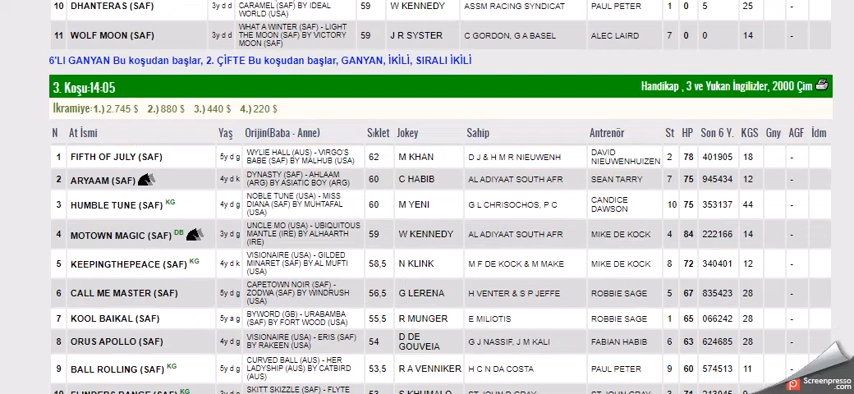 10 DHANTERAS (SAF) 3y d d CARAMEL (SAF) BY IDEAL WORLD (USA) 59 W KENNEDY ASSM RACING SYNDICAT PAUL PETER 1 0 5 25
11 WOLF MOON (SAF) 3y d d WHAT A WINTER (SAF) - LIGHT THE MOON (SAF) BY VICTORY MOON (SAF) 59 J R SYSTER C GORDON, G A BASEL ALEC LAIRD 7 0 0 14
6'LI GANYAN Bu koşudan başlar, 2. ÇİFTE Bu koşudan başlar, GANYAN, İKİLİ, SIRALI İKİLİ
3. Koşu:14:05 Handikap , 3 ve Yukarı İngilizler, 2000 Çim
İkramiye:1.) 2.745 $ 2.) 880 $ 3.) 440 $ 4.) 220 $
N At İsmi Yaş Orijin(Baba - Anne) Sıklet Jokey Sahip Antrenör St HP Son 6 Y. KGS Gny AGF İdm
1 FIFTH OF JULY (SAF) 5y d g WYLIE HALL (AUS) - VIRGO'S BABE (SAF) BY MALHUB (USA) 62 M KHAN D J & H M R NIEUWENH DAVID NIEUWENHUIZEN 2 78 401905 18 -
2 ARYAAM (SAF) 4y d k DYNASTY (SAF) - AHLAAM (ARG) BY ASIATIC BOY (ARG) 60 C HABIB AL ADIYAAT SOUTH AFR SEAN TARRY 7 75 945434 12 -
3 HUMBLE TUNE (SAF) KG 4y d g NOBLE TUNE (USA) - MISS DIANA (SAF) BY MUHTAFAL (USA) 60 M YENI G L CHRISOCHOS, P C CANDICE DAWSON 10 75 353137 44 -
4 MOTOWN MAGIC (SAF) DB 3y d g UNCLE MO (USA) - UBIQUITOUS MANTLE (IRE) BY ALHAARTH (IRE) 59 W KENNEDY AL ADIYAAT SOUTH AFR MIKE DE KOCK 4 84 222166 14 -
5 KEEPINGTHEPEACE (SAF) KG 4y d k VISIONAIRE (USA) - GILDED MINARET (SAF) BY AL MUFTI (USA) 58,5 N KLINK M F DE KOCK & M MAKE MIKE DE KOCK 8 72 340401 12 -
6 CALL ME MASTER (SAF) 5y d g CAPETOWN NOIR (SAF) - ZODWA (SAF) BY WINDRUSH (USA) 56,5 G LERENA H VENTER & S P JEFFE ROBBIE SAGE 5 67 835423 28 -
7 KOOL BAIKAL (SAF) 5y a g BYWORD (GB) - URABAMBA (SAF) BY FORT WOOD (USA) 55,5 R MUNGER E MILIOTIS ROBBIE SAGE 1 65 066242 28 -
8 ORUS APOLLO (SAF) 4y d g VISIONAIRE (USA) - ERIS (SAF) BY RAKEEN (USA) 54 D DE GOUVEIA G J NASSIF, J M KALI FABIAN HABIB 6 63 624685 28 -
9 BALL ROLLING (SAF) KG 5y a g CURVED BALL (AUS) - HER LADYSHIP (AUS) BY CATBIRD (AUS) 53,5 R A VENNIKER H C N DA COSTA PAUL PETER 9 60 574513 11 -
SKITT SKIZZLE (SAF) - FLYTE
Screenpresso.com